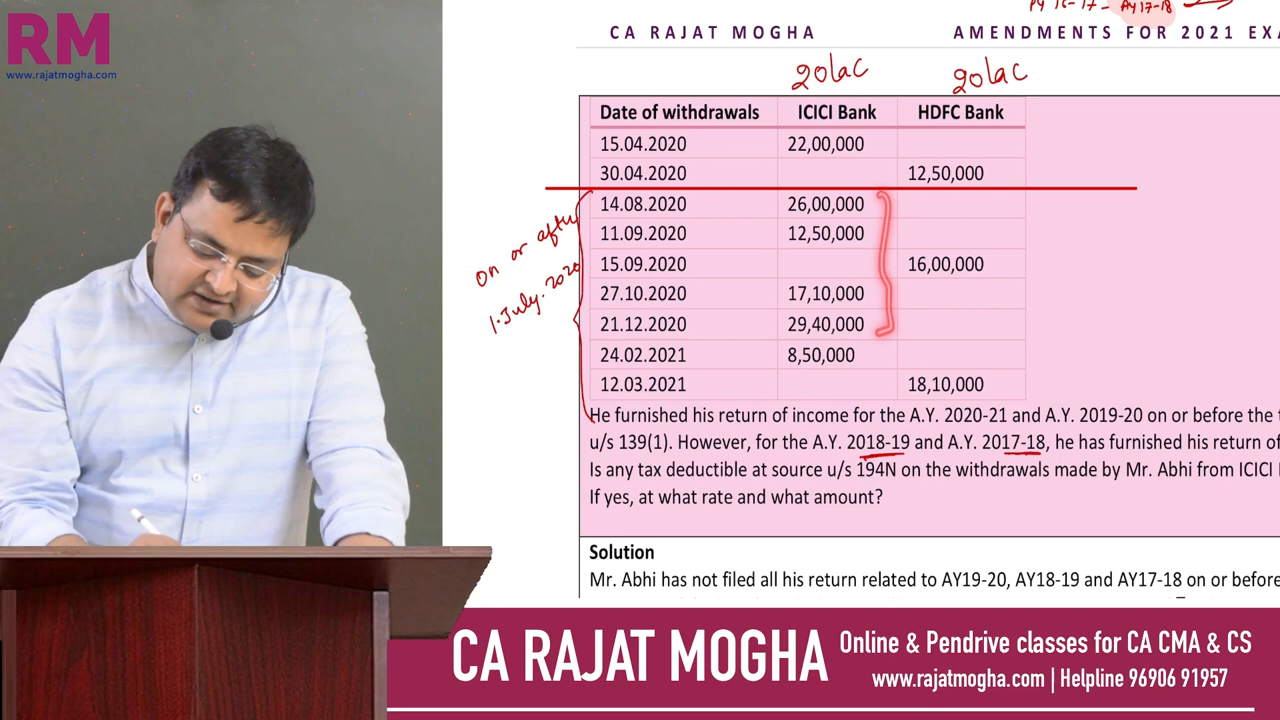 RM
www.rajatmogha.com
PY 16-17 - AY17-18
CA RAJAT MOGHA AMENDMENTS FOR 2021 EXA
20lac 20lac
Date of withdrawals ICICI Bank HDFC Bank
15.04.2020 22,00,000
30.04.2020 12,50,000
14.08.2020 26,00,000
11.09.2020 12,50,000
15.09.2020 16,00,000
27.10.2020 17,10,000
21.12.2020 29,40,000
24.02.2021 8,50,000
12.03.2021 18,10,000
on or after
1.July.2020
He furnished his return of income for the A.Y. 2020-21 and A.Y. 2019-20 on or before the
u/s 139(1). However, for the A.Y. 2018-19 and A.Y. 2017-18, he has furnished his return of
Is any tax deductible at source u/s 194N on the withdrawals made by Mr. Abhi from ICICI
If yes, at what rate and what amount?
Solution
Mr. Abhi has not filed all his return related to AY19-20, AY18-19 and AY17-18 on or before
CA RAJAT MOGHA
Online & Pendrive classes for CA CMA & CS
www.rajatmogha.com | Helpline 96906 91957